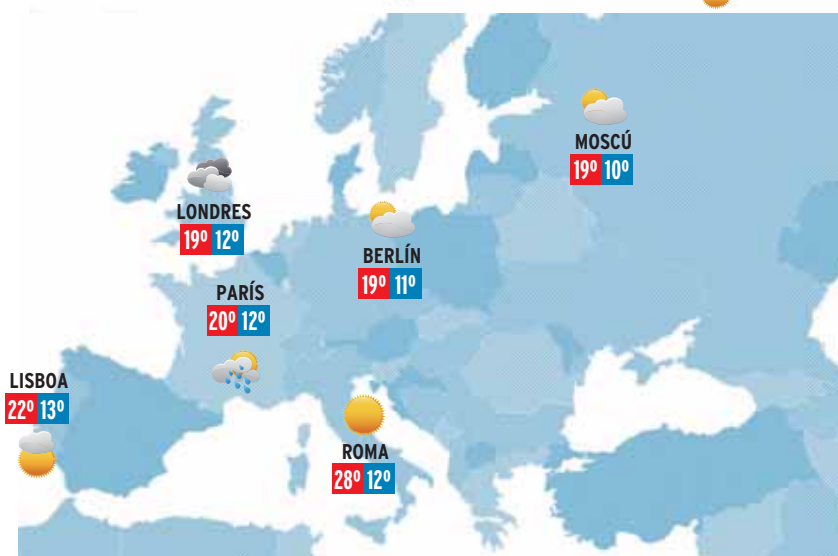 MOSCÚ
19º 10º
LONDRES
19º 12º
BERLÍN
19º 11º
PARÍS
20º 12º
LISBOA
22º 13º
ROMA
28º 12º